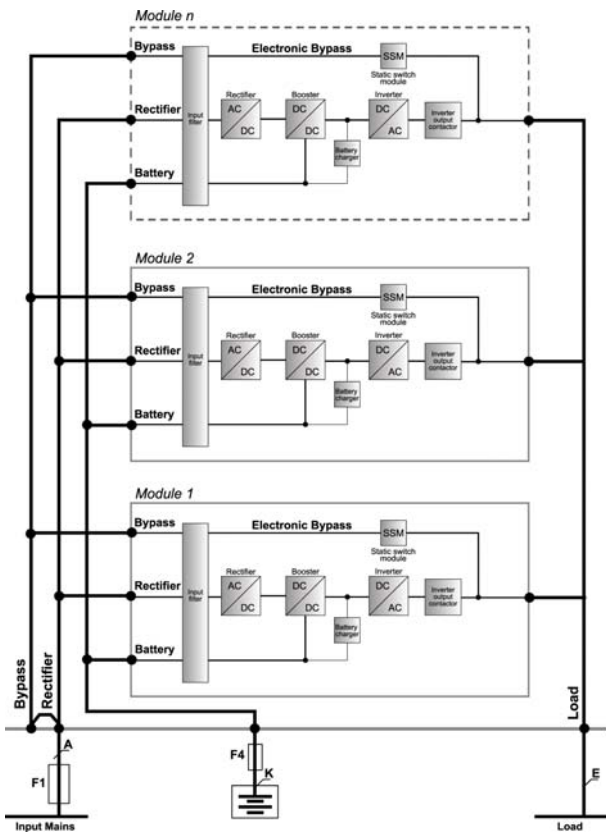 Module n
Bypass
Electronic Bypass
SSM
Static switch
module
Rectifier
Input
filter
Rectifier
AC
DC
Booster
DC
DC
Inverter
DC
AC
Inverter
output
contactor
Battery
charger
Battery
Module 2
Bypass
Electronic Bypass
SSM
Static switch
module
Rectifier
Input
filter
Rectifier
AC
DC
Booster
DC
DC
Inverter
DC
AC
Inverter
output
contactor
Battery
charger
Battery
Module 1
Bypass
Electronic Bypass
SSM
Static switch
module
Rectifier
Input
filter
Rectifier
AC
DC
Booster
DC
DC
Inverter
DC
AC
Inverter
output
contactor
Battery
charger
Battery
Bypass
Rectifier
Load
A
F1
F4
K
E
Input Mains
Load